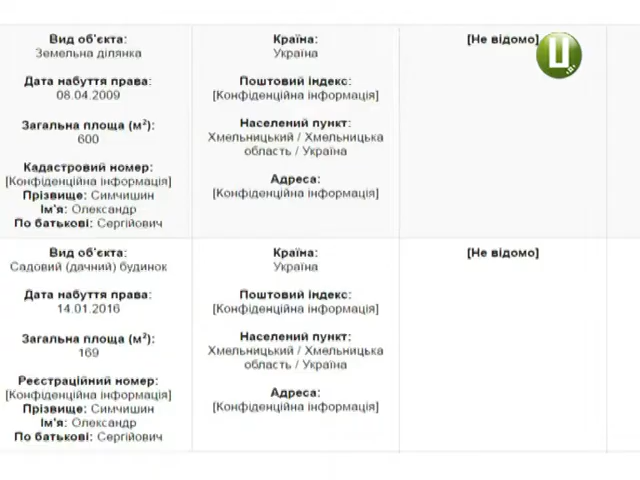 Вид об'єкта:
Земельна ділянка
Дата набуття права:
08.04.2009
Загальна площа (м²):
600
Кадастровий номер:
[Конфіденційна інформація]
Прізвище: Симчишин
Ім'я: Олександр
По батькові: Сергійович
Країна:
Україна
Поштовий індекс:
[Конфіденційна інформація]
Населений пункт:
Хмельницький / Хмельницька
область / Україна
Адреса:
[Конфіденційна інформація]
[Не відомо]
Ц
Вид об'єкта:
Садовий (дачний) будинок
Дата набуття права:
14.01.2016
Загальна площа (м²):
169
Реєстраційний номер:
[Конфіденційна інформація]
Прізвище: Симчишин
Ім'я: Олександр
По батькові: Сергійович
Країна:
Україна
Поштовий індекс:
[Конфіденційна інформація]
Населений пункт:
Хмельницький / Хмельницька
область / Україна
Адреса:
[Конфіденційна інформація]
[Не відомо]